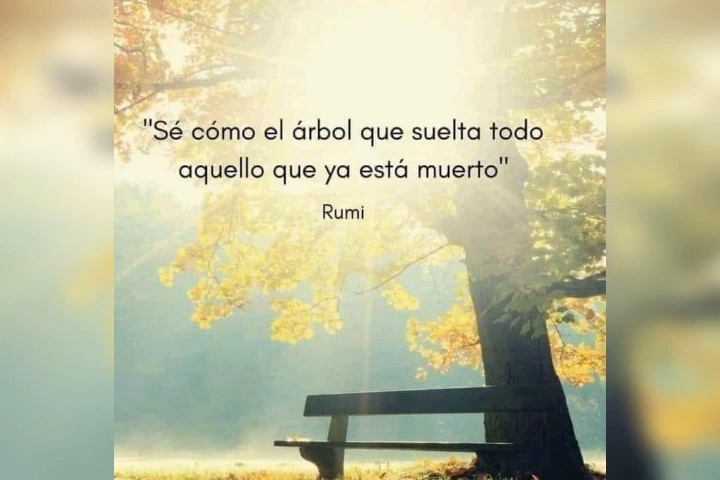 "Sé cómo el árbol que suelta todo
aquello que ya está muerto"
Rumi